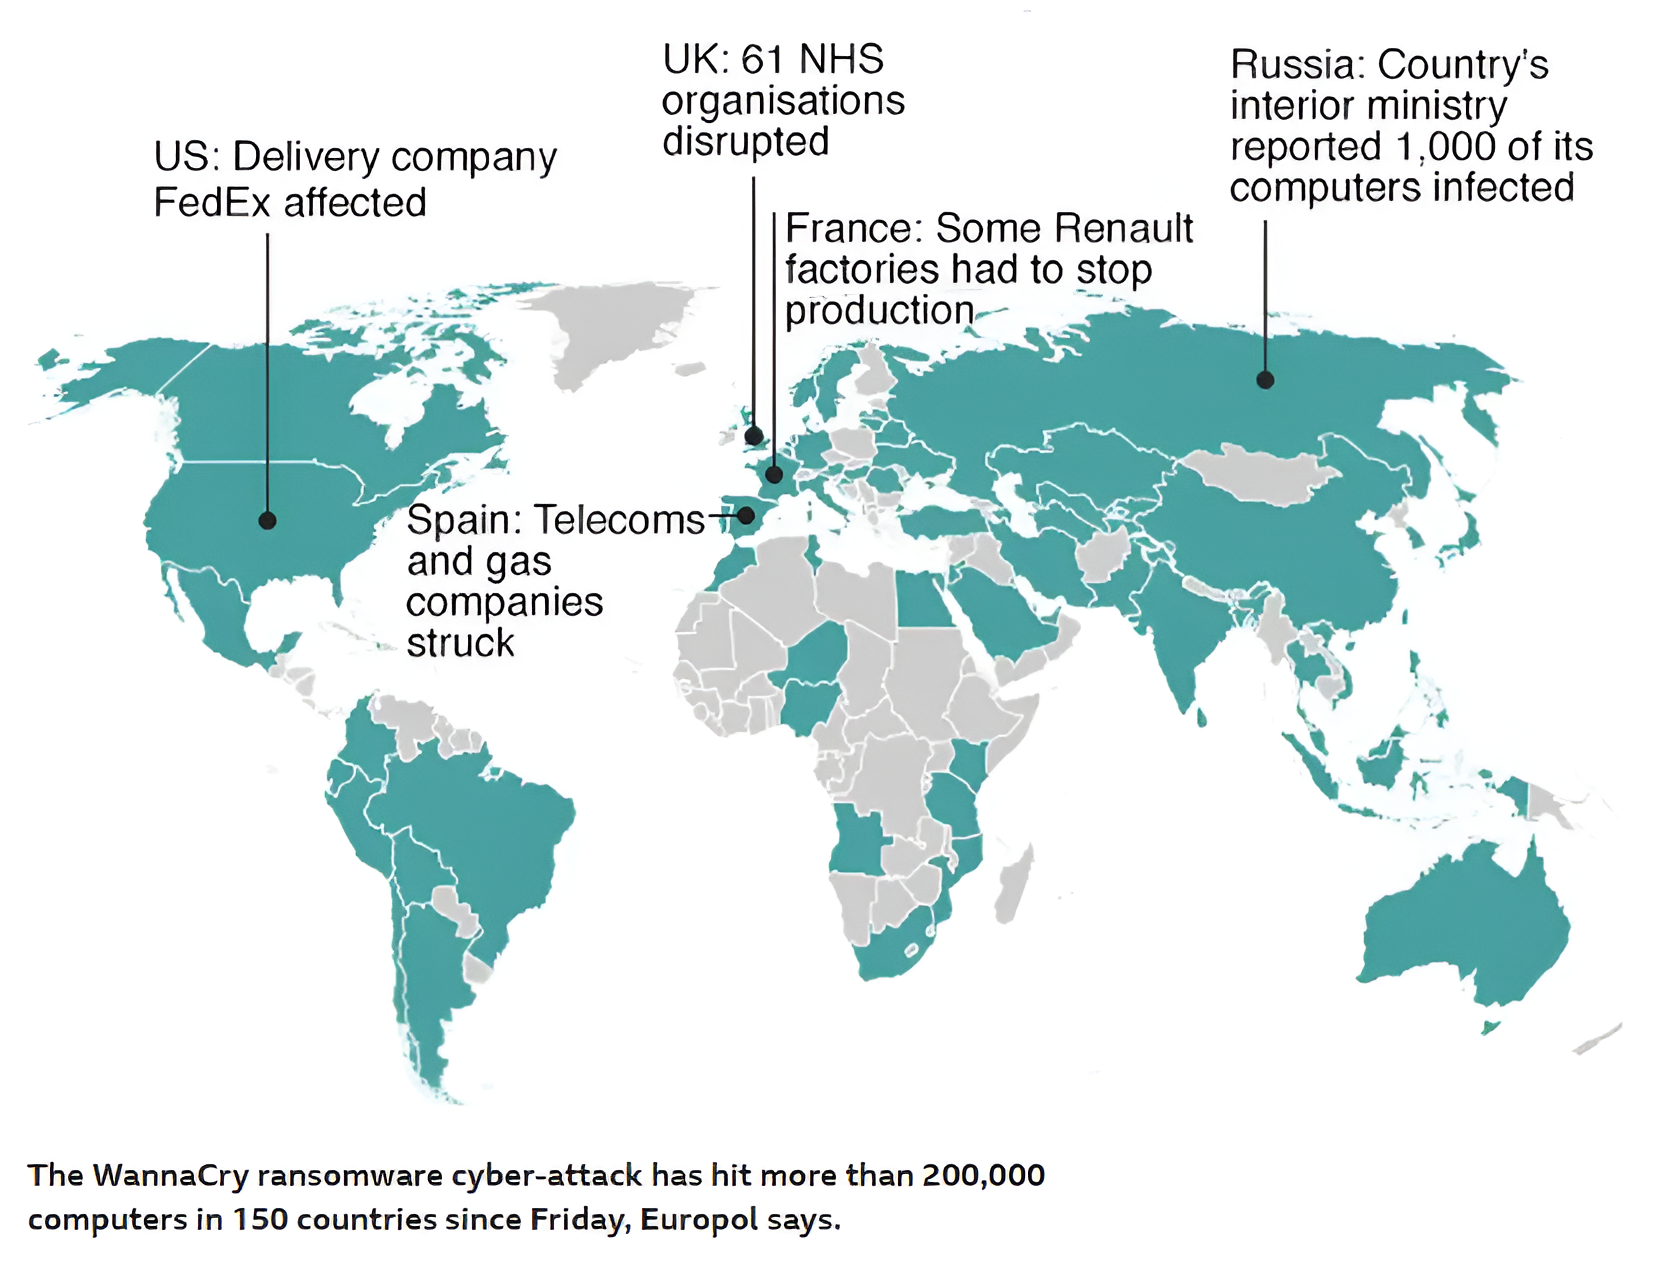 UK: 61 NHS
organisations
disrupted
Russia: Country's
interior ministry
reported 1,000 of its
computers infected
US: Delivery company
FedEx affected
France: Some Renault
factories had to stop
production
Spain: Telecoms
and gas
companies
struck
The WannaCry ransomware cyber-attack has hit more than 200,000
computers in 150 countries since Friday, Europol says.